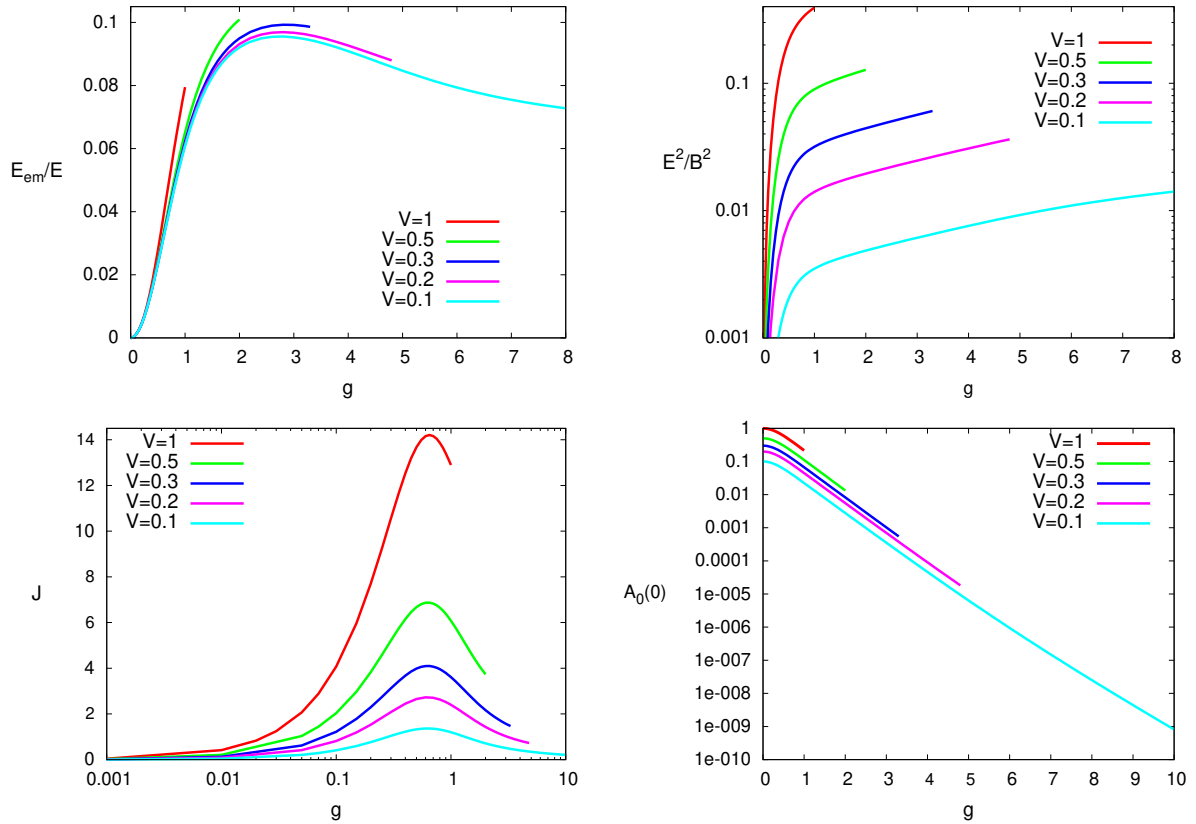 0.1
0.08
0.06
0.04
0.02
0
E_em/E
V=1
V=0.5
V=0.3
V=0.2
V=0.1
0 1 2 3 4 5 6 7 8
g
0.1
0.01
0.001
E^2/B^2
V=1
V=0.5
V=0.3
V=0.2
V=0.1
0 1 2 3 4 5 6 7 8
g
14
12
10
8
6
4
2
0
J
V=1
V=0.5
V=0.3
V=0.2
V=0.1
0.001 0.01 0.1 1 10
g
1
0.1
0.01
0.001
0.0001
1e-005
1e-006
1e-007
1e-008
1e-009
1e-010
A_0(0)
V=1
V=0.5
V=0.3
V=0.2
V=0.1
0 1 2 3 4 5 6 7 8 9 10
g